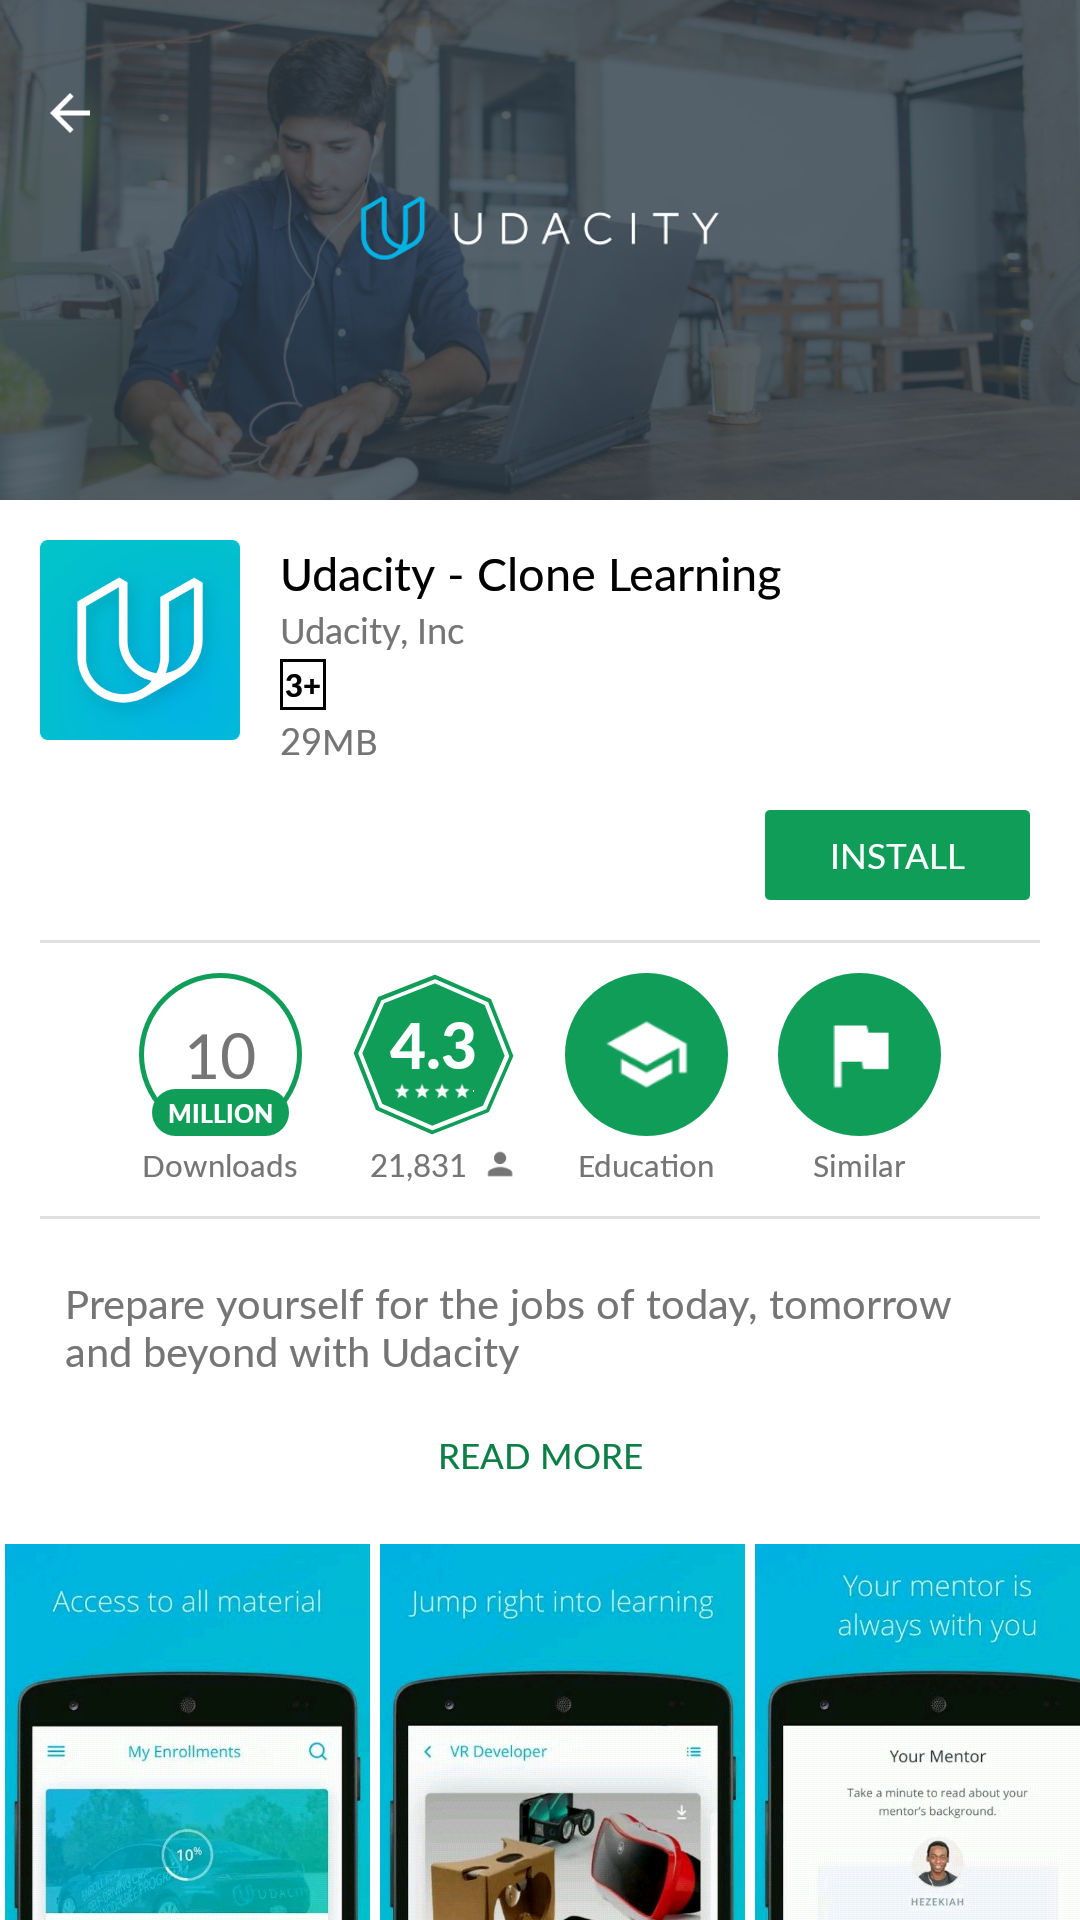 UDACITY
Udacity - Clone Learning
Udacity, Inc
3+
29MB
INSTALL
10
MILLION
Downloads
4.3
21,831
Education
Similar
Prepare yourself for the jobs of today, tomorrow
and beyond with Udacity
READ MORE
Access to all material
My Enrollments
10%
Jump right into learning
VR Developer
Your mentor is
always with you
Your Mentor
Take a minute to read about your
mentor's background.
HEZEKIAH